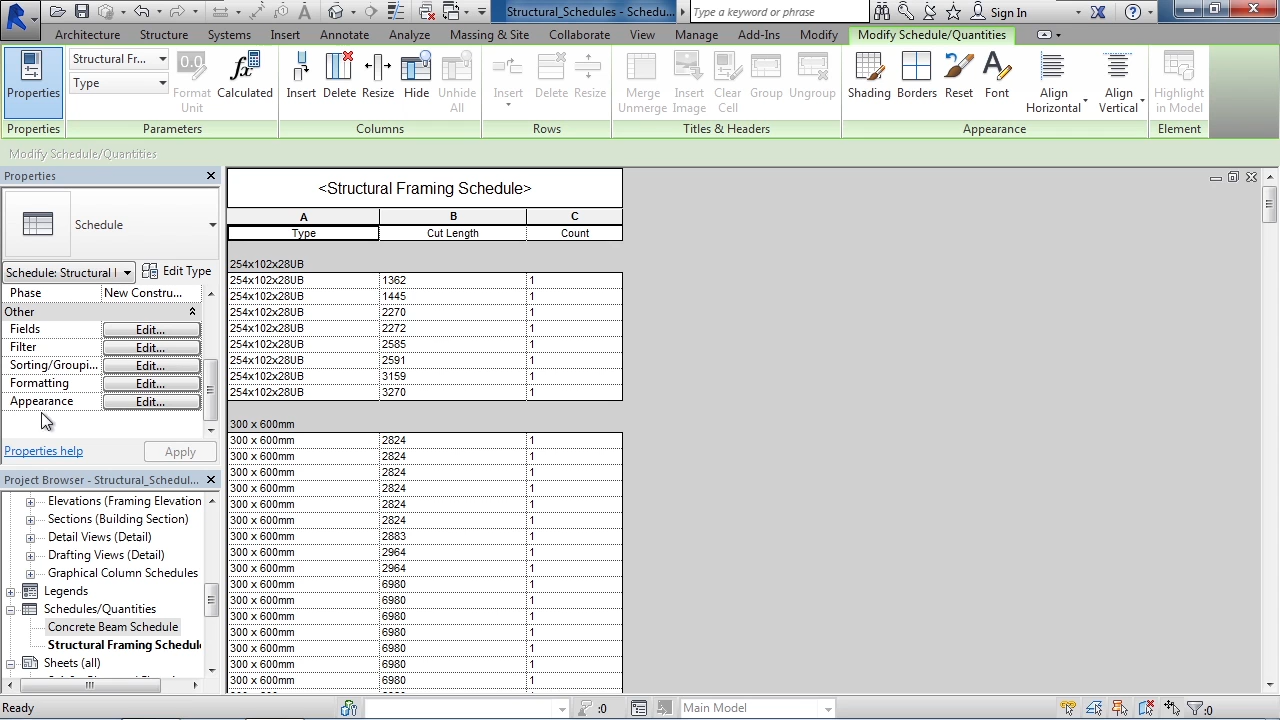 Structural_Schedules - Schedu...
Type a keyword or phrase
Sign In
Architecture Structure Systems Insert Annotate Analyze Massing & Site Collaborate View Manage Add-Ins Modify Modify Schedule/Quantities
Properties
Structural Fr...
Type
Format Unit
Calculated
Insert Delete Resize Hide Unhide All
Insert Delete Resize
Merge Unmerge
Insert Image
Clear Cell
Group Ungroup
Shading Borders Reset Font
Align Horizontal
Align Vertical
Highlight in Model
Properties Parameters Columns Rows Titles & Headers Appearance Element
Modify Schedule/Quantities
Properties
Schedule
Schedule: Structural
Edit Type
Phase New Constru...
Other
Fields Edit...
Filter Edit...
Sorting/Groupi... Edit...
Formatting Edit...
Appearance Edit...
Properties help Apply
Project Browser - Structural_Schedul...
Elevations (Framing Elevation
Sections (Building Section)
Detail Views (Detail)
Drafting Views (Detail)
Graphical Column Schedules
Legends
Schedules/Quantities
Concrete Beam Schedule
Structural Framing Schedule
Sheets (all)
<Structural Framing Schedule>
A B C
Type Cut Length Count
254x102x28UB
254x102x28UB 1362 1
254x102x28UB 1445 1
254x102x28UB 2270 1
254x102x28UB 2272 1
254x102x28UB 2585 1
254x102x28UB 2591 1
254x102x28UB 3159 1
254x102x28UB 3270 1
300 x 600mm
300 x 600mm 2824 1
300 x 600mm 2824 1
300 x 600mm 2824 1
300 x 600mm 2824 1
300 x 600mm 2824 1
300 x 600mm 2824 1
300 x 600mm 2883 1
300 x 600mm 2964 1
300 x 600mm 2964 1
300 x 600mm 6980 1
300 x 600mm 6980 1
300 x 600mm 6980 1
300 x 600mm 6980 1
300 x 600mm 6980 1
300 x 600mm 6980 1
300 x 600mm 6980 1
Ready
:0
Main Model
:0